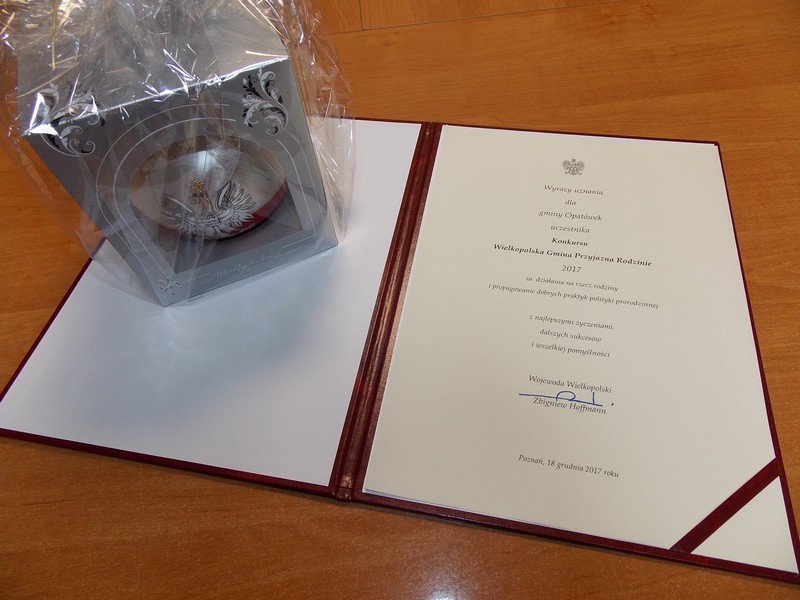 Wyrazy uznania
dla
gminy Opatówek
uczestnika
Konkursu
Wielkopolska Gmina Przyjazna Rodzinie
2017
za działania na rzecz rodziny
i propagowanie dobrych praktyk polityki prorodzinnej
z najlepszymi życzeniami
dalszych sukcesów
i wszelkiej pomyślności
Wojewoda Wielkopolski
Zbigniew Hoffmann
Poznań, 18 grudnia 2017 roku